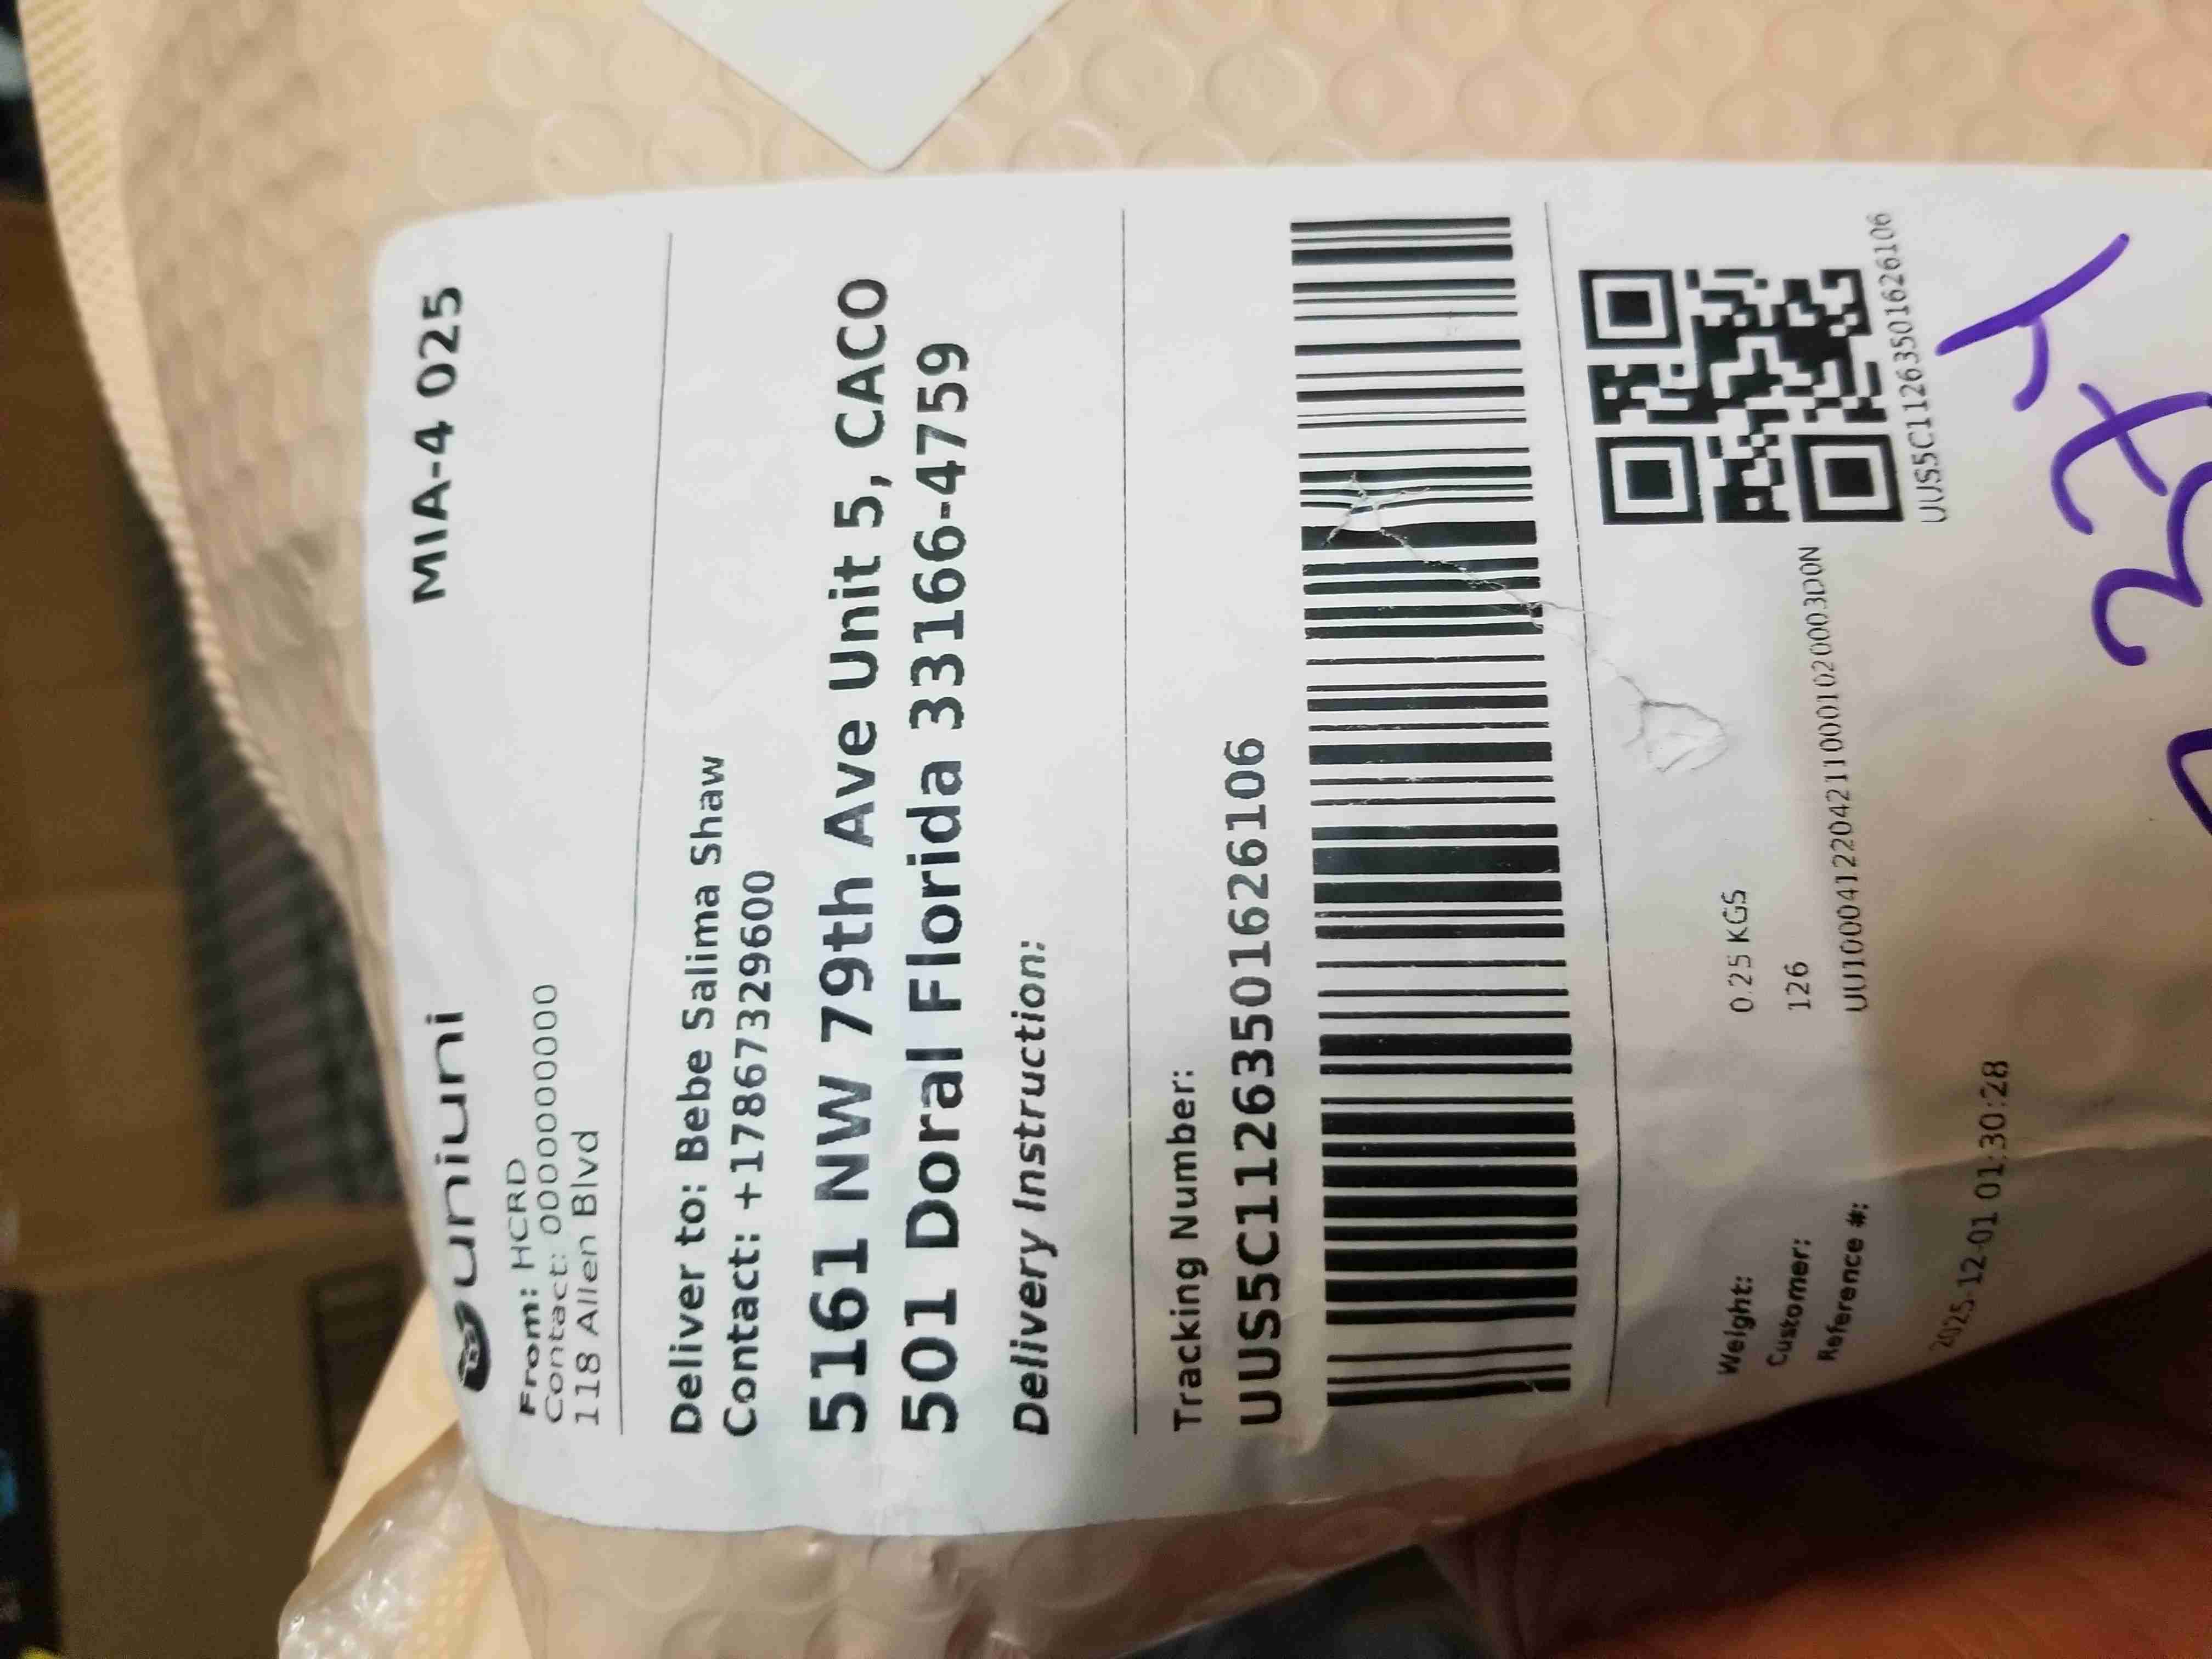 uniuni
MIA-4 025
From: HCRD
Contact: 00000000000
118 Allen Blvd
Deliver to: Bebe Salima Shaw
Contact: +17867329600
5161 NW 79th Ave Unit 5, CACO
501 Doral Florida 33166-4759
Delivery Instruction:
Tracking Number:
UUS5C1126350162​6106
Weight: 0.25 KGS
Customer: 126
Reference #:
UUS5C11263501626106
2025-12-01 01:30:28